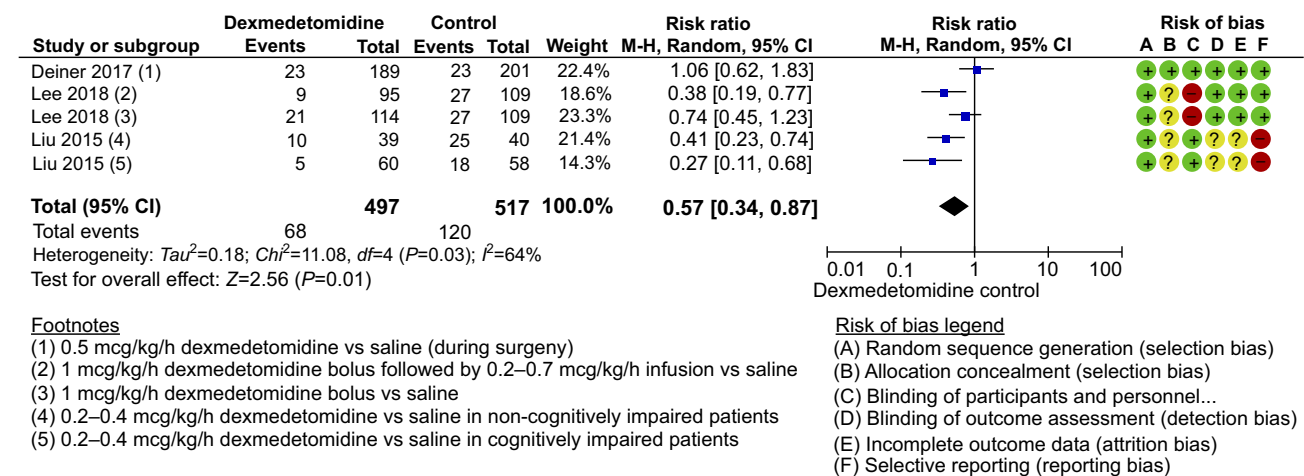 Dexmedetomidine Control Risk ratio Risk ratio Risk of bias
Study or subgroup Events Total Events Total Weight M-H, Random, 95% CI M-H, Random, 95% CI A B C D E F
Deiner 2017 (1) 23 189 23 201 22.4% 1.06 [0.62, 1.83] + + + + + +
Lee 2018 (2) 9 95 27 109 18.6% 0.38 [0.19, 0.77] + ? − + + +
Lee 2018 (3) 21 114 27 109 23.3% 0.74 [0.45, 1.23] + ? − + + +
Liu 2015 (4) 10 39 25 40 21.4% 0.41 [0.23, 0.74] + ? + ? ? −
Liu 2015 (5) 5 60 18 58 14.3% 0.27 [0.11, 0.68] + ? + ? ? −
Total (95% CI) 497 517 100.0% 0.57 [0.34, 0.87]
Total events 68 120
Heterogeneity: Tau²=0.18; Chi²=11.08, df=4 (P=0.03); I²=64%
Test for overall effect: Z=2.56 (P=0.01)
0.01 0.1 1 10 100
Dexmedetomidine control
Footnotes
(1) 0.5 mcg/kg/h dexmedetomidine vs saline (during surgeny)
(2) 1 mcg/kg/h dexmedetomidine bolus followed by 0.2–0.7 mcg/kg/h infusion vs saline
(3) 1 mcg/kg/h dexmedetomidine bolus vs saline
(4) 0.2–0.4 mcg/kg/h dexmedetomidine vs saline in non-cognitively impaired patients
(5) 0.2–0.4 mcg/kg/h dexmedetomidine vs saline in cognitively impaired patients
Risk of bias legend
(A) Random sequence generation (selection bias)
(B) Allocation concealment (selection bias)
(C) Blinding of participants and personnel...
(D) Blinding of outcome assessment (detection bias)
(E) Incomplete outcome data (attrition bias)
(F) Selective reporting (reporting bias)